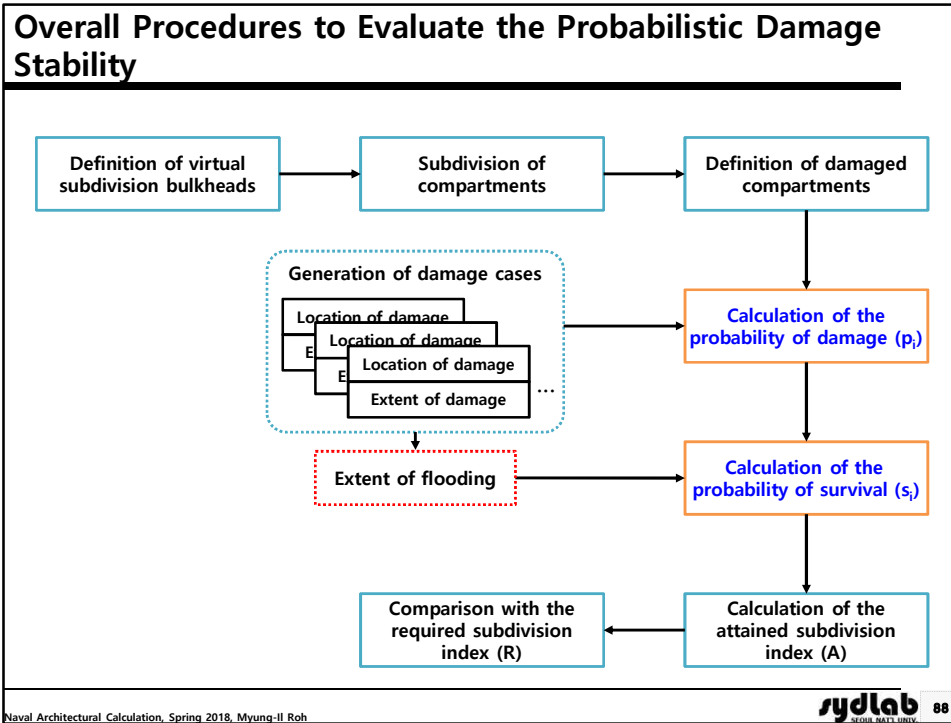 Overall Procedures to Evaluate the Probabilistic Damage
Stability
Definition of virtual
subdivision bulkheads
Subdivision of
compartments
Definition of damaged
compartments
Generation of damage cases
Location of damage
E
Location of damage
E
Location of damage
Extent of damage
...
Calculation of the
probability of damage (pᵢ)
Extent of flooding
Calculation of the
probability of survival (sᵢ)
Comparison with the
required subdivision
index (R)
Calculation of the
attained subdivision
index (A)
Naval Architectural Calculation, Spring 2018, Myung-Il Roh
sydlab
SEOUL NAT'L UNIV.
88